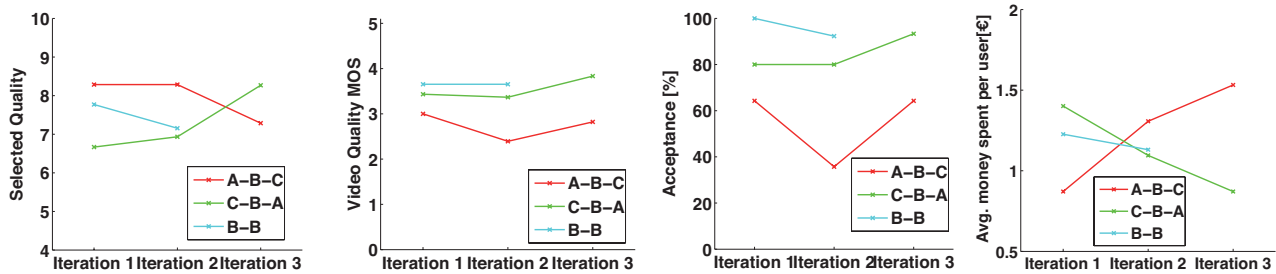 Selected Quality
10
9
8
7
6
5
4
Iteration 1 Iteration 2 Iteration 3
A–B–C
C–B–A
B–B
Video Quality MOS
5
4
3
2
1
0
Iteration 1 Iteration 2 Iteration 3
A–B–C
C–B–A
B–B
Acceptance [%]
100
80
60
40
20
0
Iteration 1 Iteration 2 Iteration 3
A–B–C
C–B–A
B–B
Avg. money spent per user[€]
2
1.5
1
0.5
Iteration 1 Iteration 2 Iteration 3
A–B–C
C–B–A
B–B